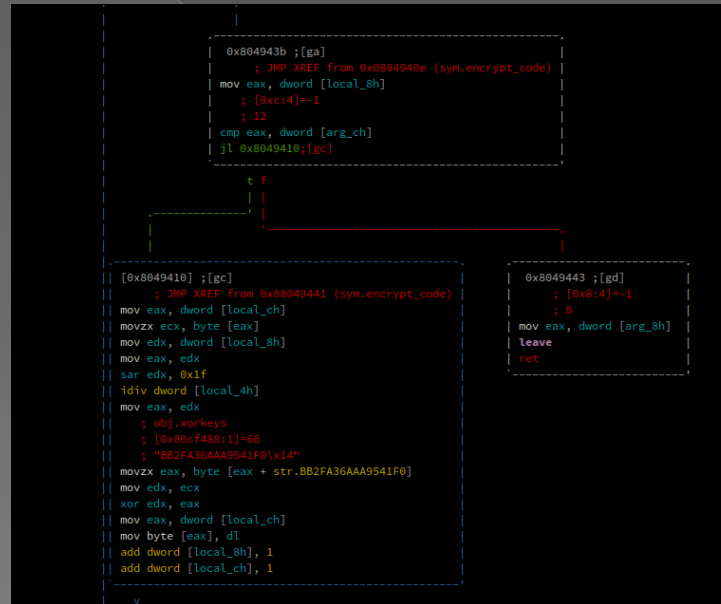 0x804943b ;[ga]
; JMP XREF from 0x0804940e (sym.encrypt_code)
mov eax, dword [local_8h]
; [0xc:4]=-1
; 12
cmp eax, dword [arg_ch]
jl 0x8049410;[gc]
t f
[0x8049410] ;[gc]
; JMP XREF from 0x08049441 (sym.encrypt_code)
mov eax, dword [local_ch]
movzx ecx, byte [eax]
mov edx, dword [local_8h]
mov eax, edx
sar edx, 0x1f
idiv dword [local_4h]
mov eax, edx
; obj.xorkeys
; [0x80cf488:1]=66
; "BB2FA36AAA9541F0\x14"
movzx eax, byte [eax + str.BB2FA36AAA9541F0]
mov edx, ecx
xor edx, eax
mov eax, dword [local_ch]
mov byte [eax], dl
add dword [local_8h], 1
add dword [local_ch], 1
v
0x8049443 ;[gd]
; [0x8:4]=-1
; 8
mov eax, dword [arg_8h]
leave
ret